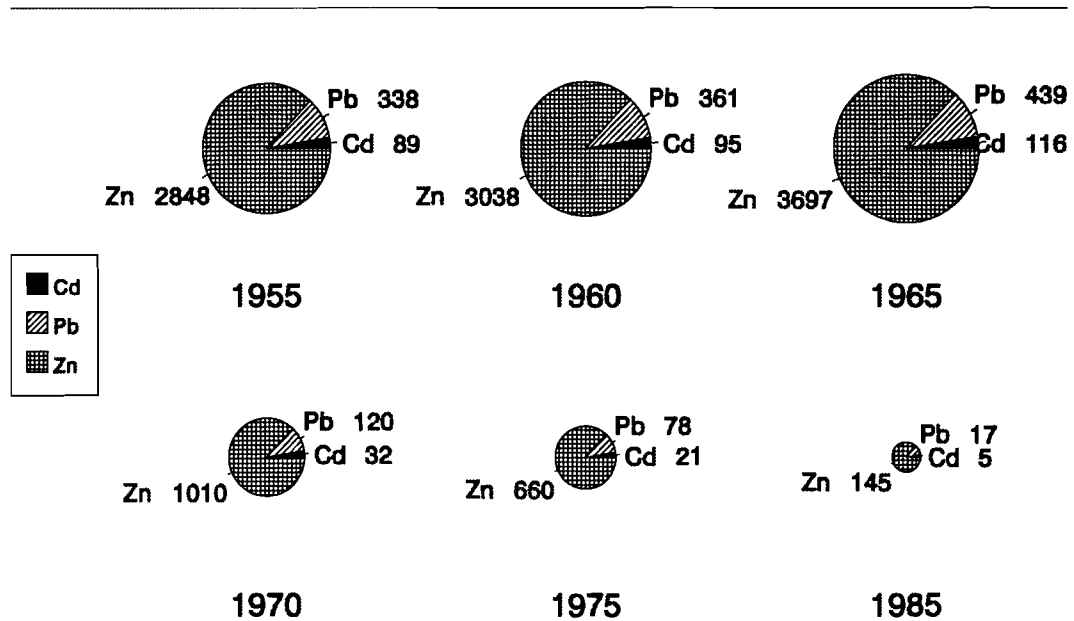 Pb 338
Cd 89
Zn 2848
1955
Pb 361
Cd 95
Zn 3038
1960
Pb 439
Cd 116
Zn 3697
1965
Cd
Pb
Zn
Pb 120
Cd 32
Zn 1010
1970
Pb 78
Cd 21
Zn 660
1975
Pb 17
Cd 5
Zn 145
1985